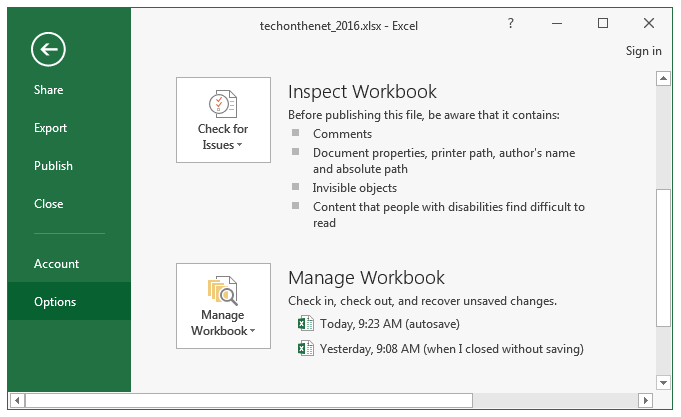 techonthenet_2016.xlsx - Excel
?
Sign in
Share
Export
Publish
Close
Account
Options
Check for
Issues
Inspect Workbook
Before publishing this file, be aware that it contains:
Comments
Document properties, printer path, author's name
and absolute path
Invisible objects
Content that people with disabilities find difficult to
read
Manage
Workbook
Manage Workbook
Check in, check out, and recover unsaved changes.
Today, 9:23 AM (autosave)
Yesterday, 9:08 AM (when I closed without saving)